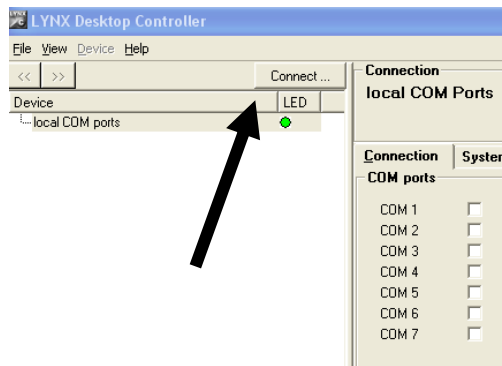 LYNX Desktop Controller
File View Device Help
<< >> Connect ...
Device LED
local COM ports
Connection
local COM Ports
Connection
COM ports
COM 1
COM 2
COM 3
COM 4
COM 5
COM 6
COM 7